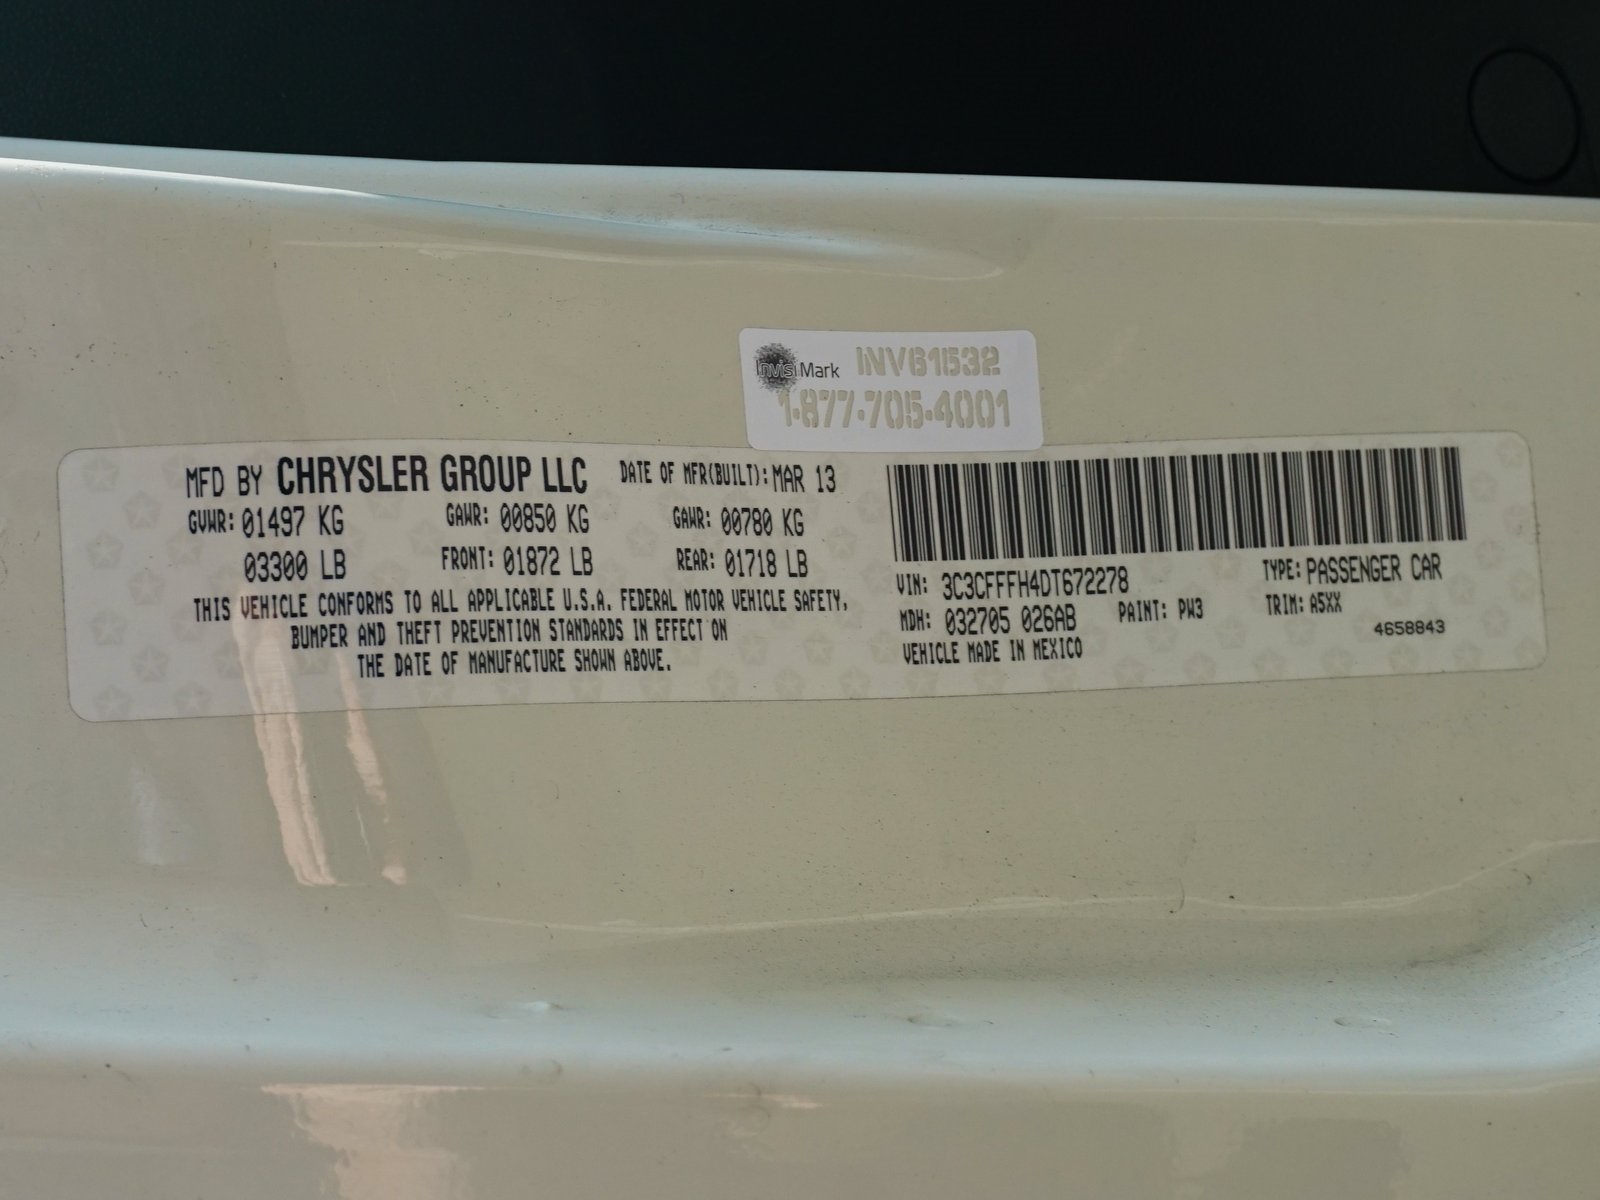 InvisiMark INV61532
1-877-705-4001
MFD BY CHRYSLER GROUP LLC DATE OF MFR(BUILT): MAR 13
GVWR: 01497 KG GAWR: 00850 KG GAWR: 00780 KG
03300 LB FRONT: 01872 LB REAR: 01718 LB
THIS VEHICLE CONFORMS TO ALL APPLICABLE U.S.A. FEDERAL MOTOR VEHICLE SAFETY,
BUMPER AND THEFT PREVENTION STANDARDS IN EFFECT ON
THE DATE OF MANUFACTURE SHOWN ABOVE.
VIN: 3C3CFFFH4DT672278 TYPE: PASSENGER CAR
MDH: 032705 026AB PAINT: PW3 TRIM: A5XX
VEHICLE MADE IN MEXICO 4658843